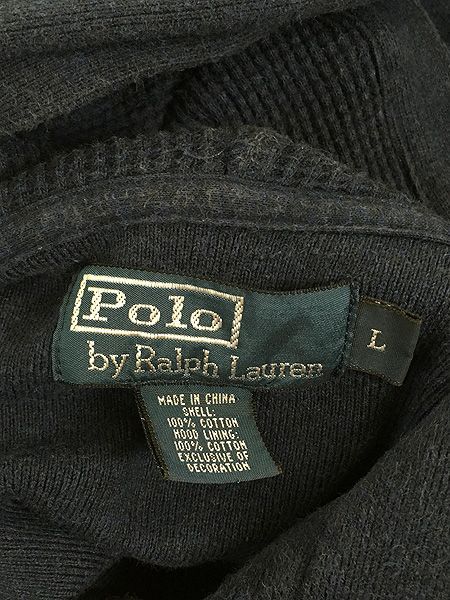 Polo
by Ralph Lauren
L
MADE IN CHINA
SHELL:
100% COTTON
HOOD LINING:
100% COTTON
EXCLUSIVE OF
DECORATION